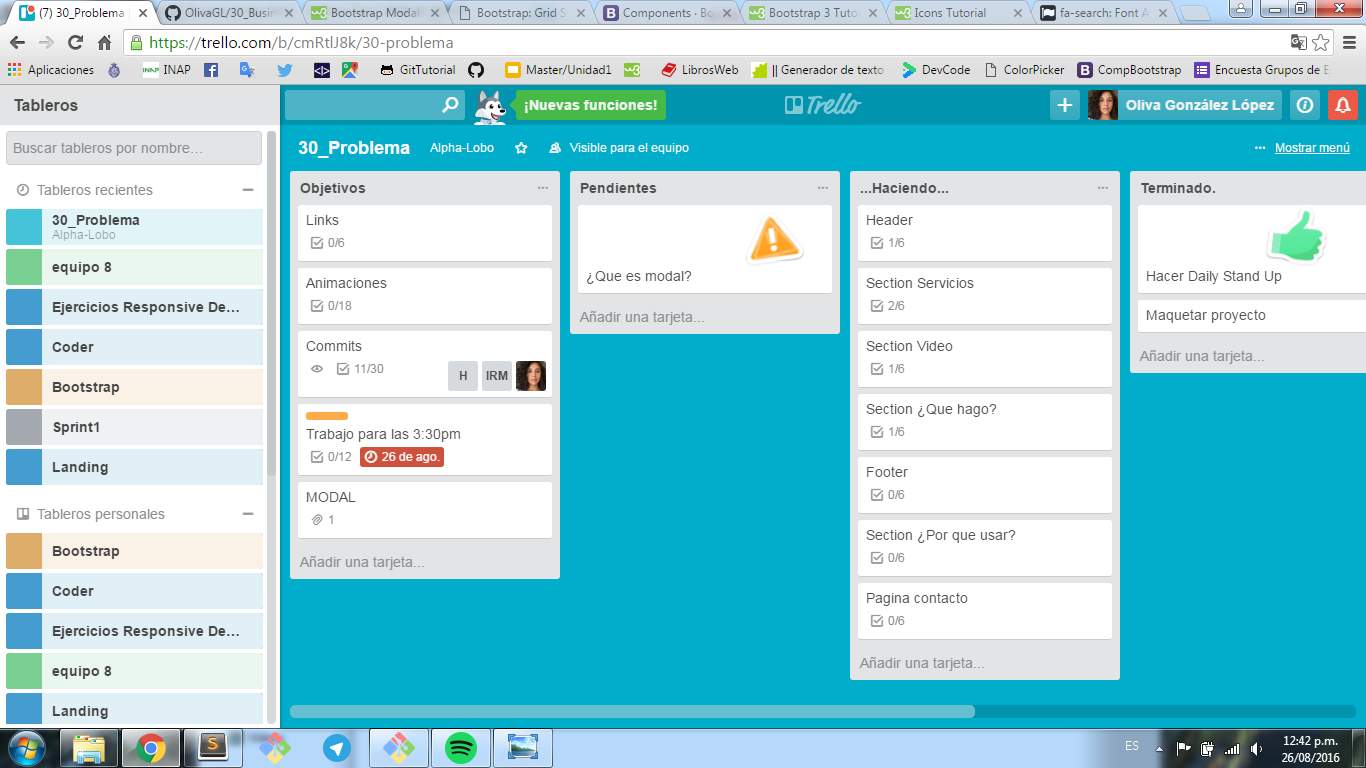 (7) 30_Problema
OlivaGL/30_Busin
Bootstrap Modal
Bootstrap: Grid S
Components · Bo
Bootstrap 3 Tuto
Icons Tutorial
fa-search: Font A
https://trello.com/b/cmRtlJ8k/30-problema
Aplicaciones
INAP
INAP
GitTutorial
Master/Unidad1
LibrosWeb
|| Generador de texto
DevCode
ColorPicker
CompBootstrap
Encuesta Grupos de E
Tableros
¡Nuevas funciones!
Trello
Oliva González López
Buscar tableros por nombre...
30_Problema
Alpha-Lobo
Visible para el equipo
Mostrar menú
Tableros recientes
30_Problema
Alpha-Lobo
equipo 8
Ejercicios Responsive De...
Coder
Bootstrap
Sprint1
Landing
Tableros personales
Bootstrap
Coder
Ejercicios Responsive De...
equipo 8
Landing
Objetivos
Links
0/6
Animaciones
0/18
Commits
11/30
H
IRM
Trabajo para las 3:30pm
0/12
26 de ago.
MODAL
1
Añadir una tarjeta...
Pendientes
¿Que es modal?
Añadir una tarjeta...
...Haciendo...
Header
1/6
Section Servicios
2/6
Section Video
1/6
Section ¿Que hago?
1/6
Footer
0/6
Section ¿Por que usar?
0/6
Pagina contacto
0/6
Añadir una tarjeta...
Terminado.
Hacer Daily Stand Up
Maquetar proyecto
Añadir una tarjeta...
ES
12:42 p.m.
26/08/2016